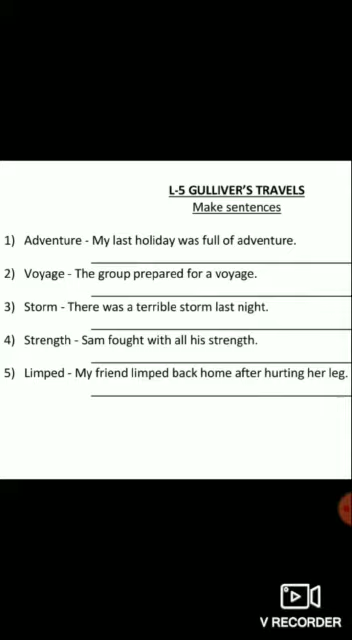 L-5 GULLIVER'S TRAVELS
Make sentences
1) Adventure - My last holiday was full of adventure.
2) Voyage - The group prepared for a voyage.
3) Storm - There was a terrible storm last night.
4) Strength - Sam fought with all his strength.
5) Limped - My friend limped back home after hurting her leg.
V RECORDER